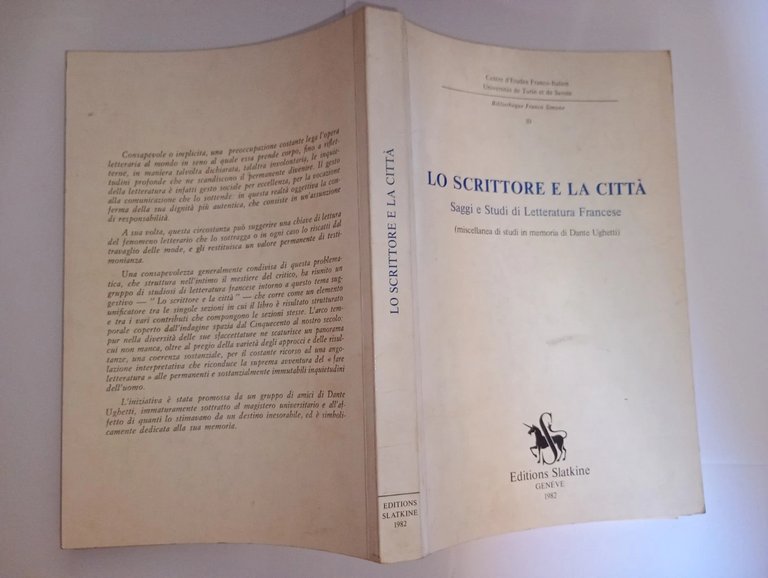 Consapevole o implicita, una preoccupazione costante lega l'opera
letteraria al mondo in seno al quale essa prende corpo, fino a riflet-
terne, in maniera talvolta dichiarata, talaltra involontaria, le inquie-
tudini profonde che ne scandiscono il permanente divenire. Il gesto
della letteratura è infatti gesto sociale per eccellenza, per la vocazione
alla comunicazione che lo sottende: in questa realtà oggettiva la con-
ferma della sua dignità più autentica, che consiste in un'assunzione
di responsabilità.
A sua volta, questa circostanza può suggerire una chiave di lettura
del fenomeno letterario che lo sottragga o in ogni caso lo riscatti dal
travaglio delle mode, e gli restituisca un valore permanente di testi-
monianza.
Una consapevolezza generalmente condivisa di questa problema-
tica, che struttura nell'intimo il mestiere del critico, ha riunito un
gruppo di studiosi di letteratura francese intorno a questo tema sug-
gestivo — " Lo scrittore e la città " — che corre come un elemento
unificatore tra le singole sezioni in cui il libro è risultato strutturato
e tra i vari contributi che compongono le sezioni stesse. L'arco tem-
porale coperto dall'indagine spazia dal Cinquecento al nostro secolo:
pur nella diversità delle sue sfaccettature ne scaturisce un panorama
cui non manca, oltre al pregio della varietà degli approcci e delle risul-
tanze, una coerenza sostanziale, per il costante ricorso ad una ango-
lazione interpretativa che riconduce la suprema avventura del « fare
letteratura » alle permanenti e sostanzialmente immutabili inquietudini
dell'uomo.
L'iniziativa è stata promossa da un gruppo di amici di Dante
Ughetti, immaturamente sottratto al magistero universitario e all'af-
fetto di quanti lo stimavano da un destino inesorabile, ed è simboli-
camente dedicata alla sua memoria.
LO SCRITTORE E LA CITTÀ
EDITIONS
SLATKINE
1982
Centre d'Etudes Franco-Italien
Universités de Turin et de Savoie
Bibliothèque Franco Simone
LO SCRITTORE E LA CITTÀ
Saggi e Studi di Letteratura Francese
(miscellanea di studi in memoria di Dante Ughetti)
Editions Slatkine
GENÈVE
1982